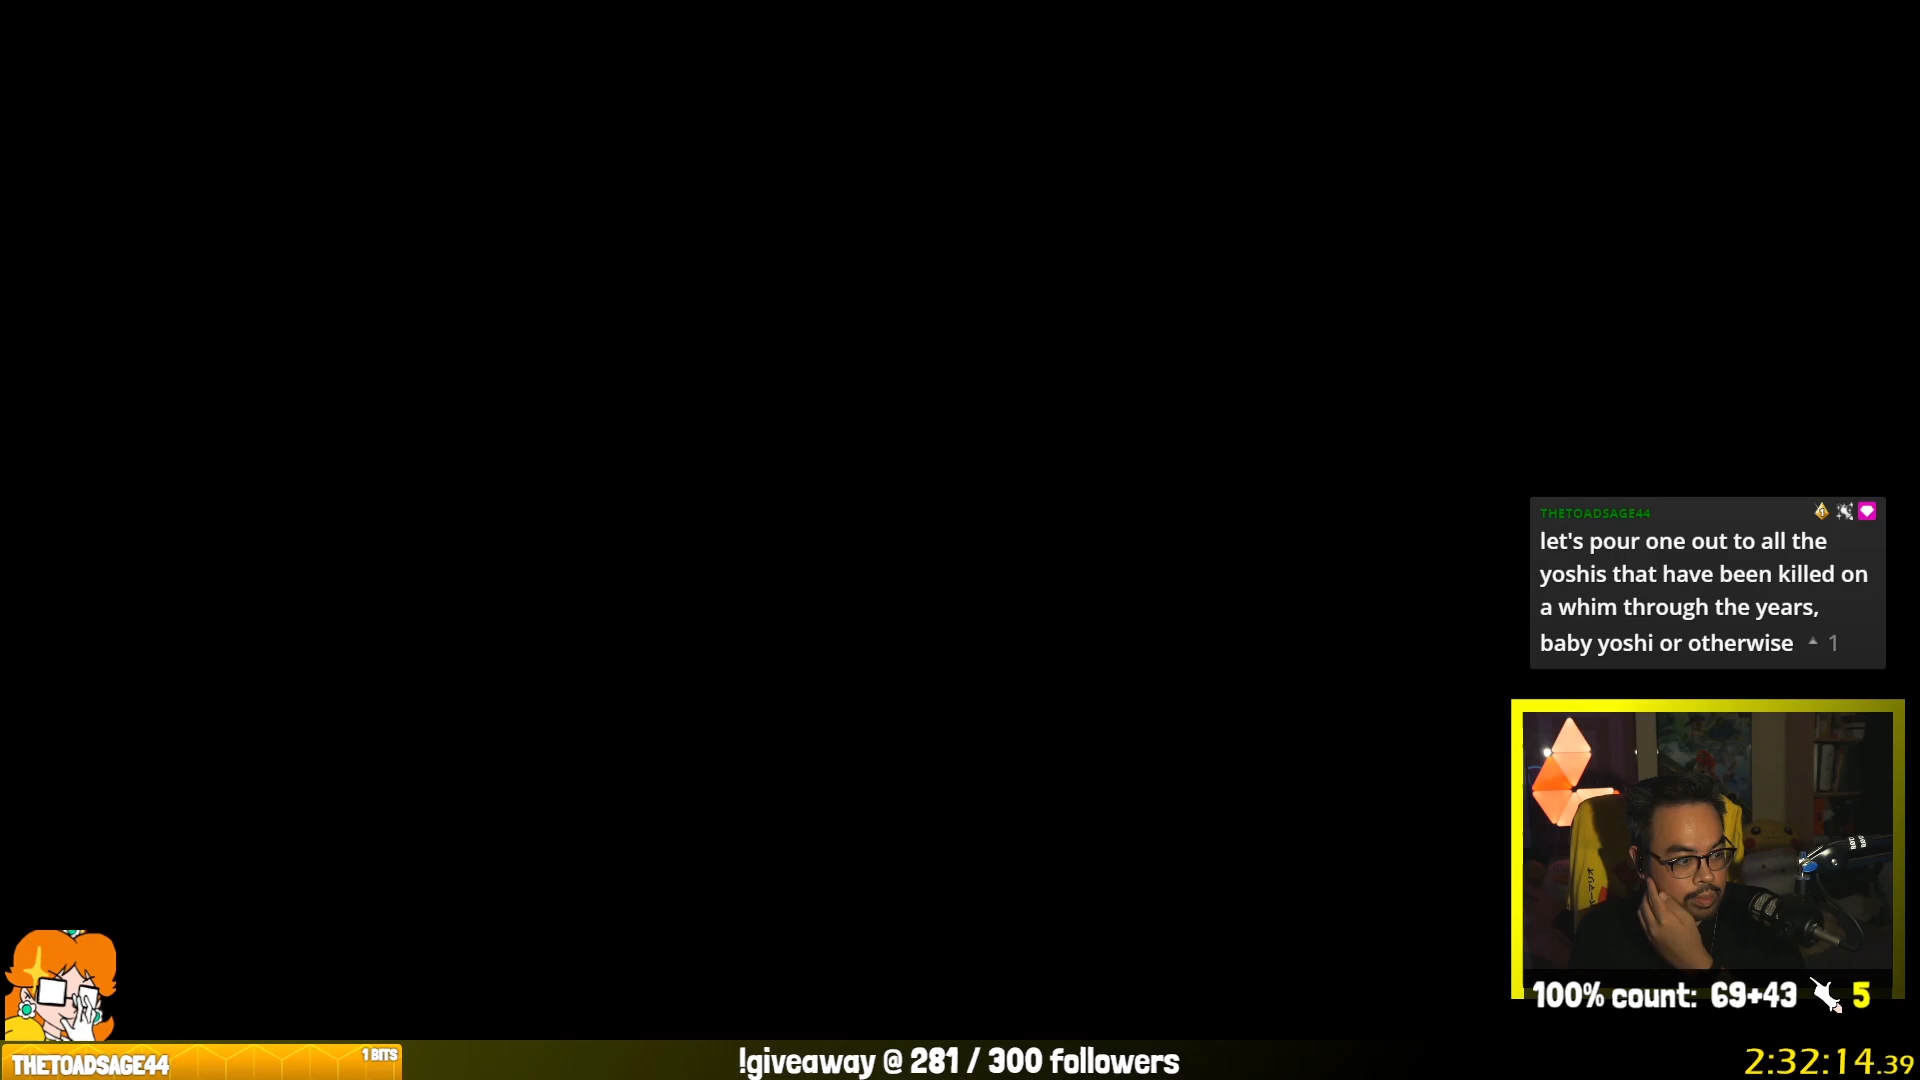 THETOADSAGE44
let's pour one out to all the
yoshis that have been killed on
a whim through the years,
baby yoshi or otherwise 1
100% count: 69+43 5
THETOADSAGE44
1 BITS
!giveaway @ 281 / 300 followers
2:32:14.39